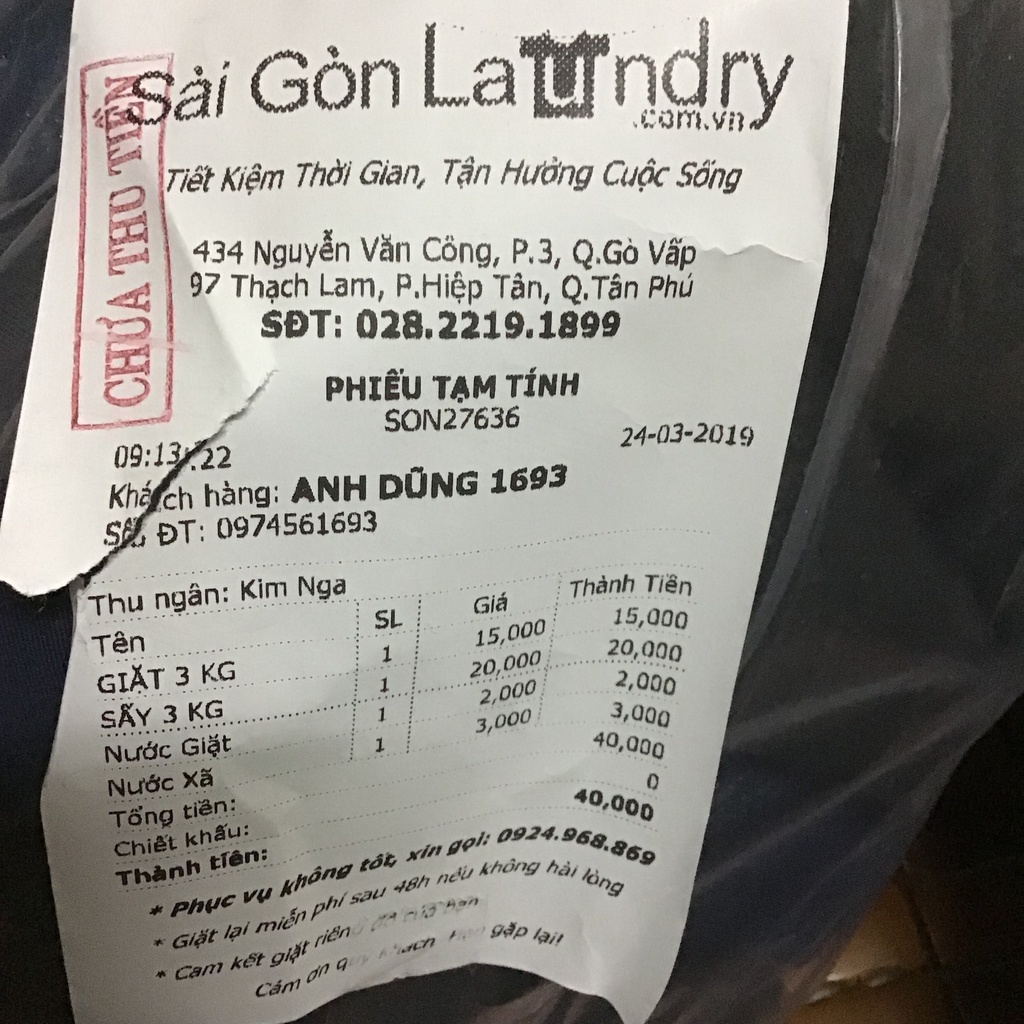 Sài Gòn Laundry
.com.vn
CHƯA THU TIỀN
Tiết Kiệm Thời Gian, Tận Hưởng Cuộc Sống
434 Nguyễn Văn Công, P.3, Q.Gò Vấp
97 Thạch Lam, P.Hiệp Tân, Q.Tân Phú
SĐT: 028.2219.1899
PHIẾU TẠM TÍNH
SON27636
09:13:22 24-03-2019
Khách hàng: ANH DŨNG 1693
Số ĐT: 0974561693
Thu ngân: Kim Nga
Tên SL Giá Thành Tiền
GIẶT 3 KG 1 15,000 15,000
SẤY 3 KG 1 20,000 20,000
Nước Giặt 1 2,000 2,000
Nước Xã 1 3,000 3,000
Tổng tiền: 40,000
Chiết khấu: 0
Thành tiền: 40,000
* Phục vụ không tốt, xin gọi: 0924.968.869
* Giặt lại miễn phí sau 48h nếu không hài lòng
* Cam kết giặt riêng đồ của bạn
Cám ơn quý khách. Hẹn gặp lại!